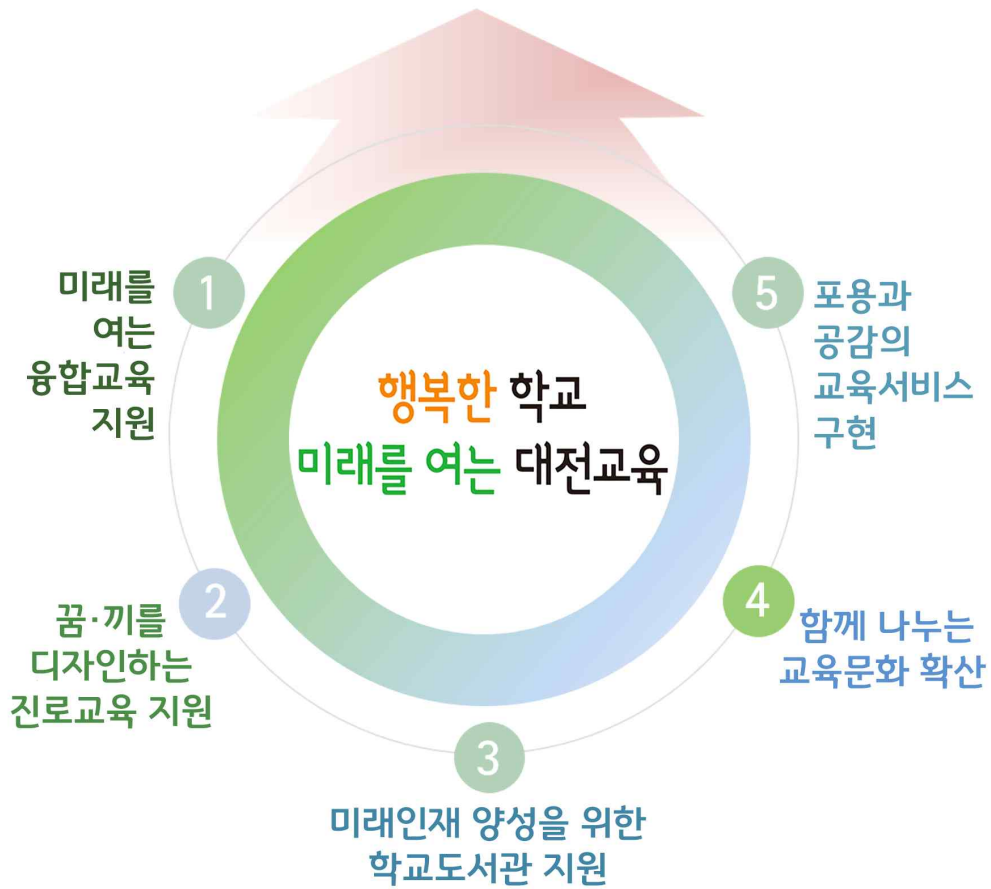 행복한 학교
미래를 여는 대전교육
1
미래를
여는
융합교육
지원
2
꿈·끼를
디자인하는
진로교육 지원
3
미래인재 양성을 위한
학교도서관 지원
4
함께 나누는
교육문화 확산
5
포용과
공감의
교육서비스
구현